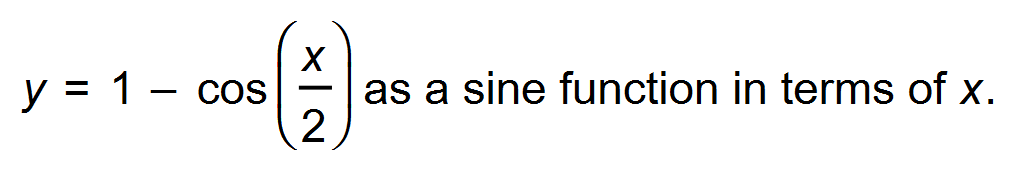 y = 1 – cos(x/2) as a sine function in terms of x.